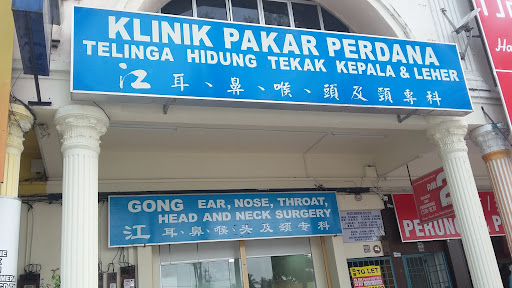 KLINIK PAKAR PERDANA
TELINGA HIDUNG TEKAK KEPALA & LEHER
江 耳、鼻、喉、頭及頸專科
GONG EAR, NOSE, THROAT,
HEAD AND NECK SURGERY
江 耳、鼻、喉、头及颈专科
TO LET